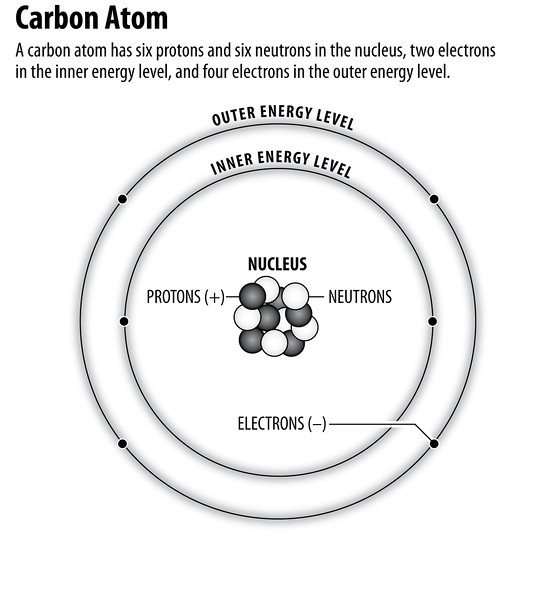 Carbon Atom
A carbon atom has six protons and six neutrons in the nucleus, two electrons
in the inner energy level, and four electrons in the outer energy level.
OUTER ENERGY LEVEL
INNER ENERGY LEVEL
NUCLEUS
PROTONS (+)
NEUTRONS
ELECTRONS (–)